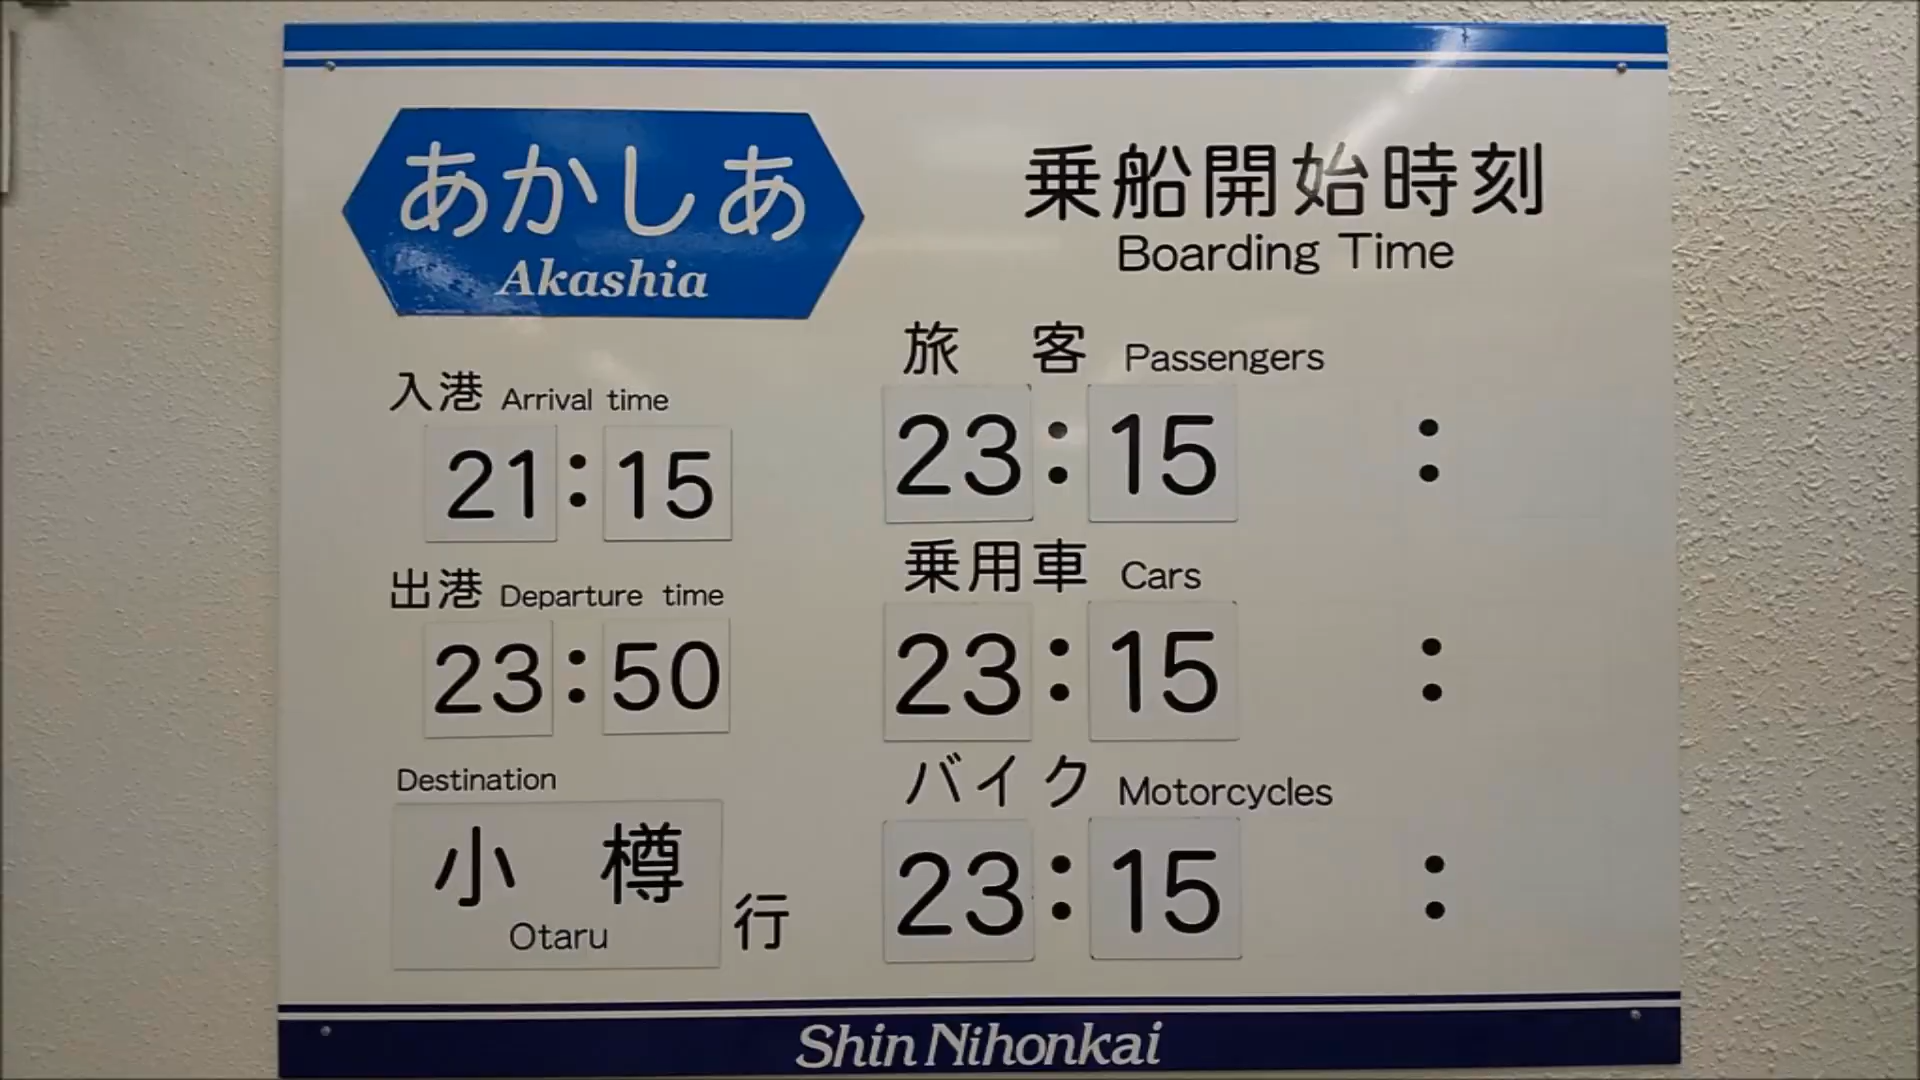 あかしあ
Akashia
入港 Arrival time
21:15
出港 Departure time
23:50
Destination
小樽
Otaru
行
乗船開始時刻
Boarding Time
旅客 Passengers
23:15 :
乗用車 Cars
23:15 :
バイク Motorcycles
23:15 :
Shin Nihonkai